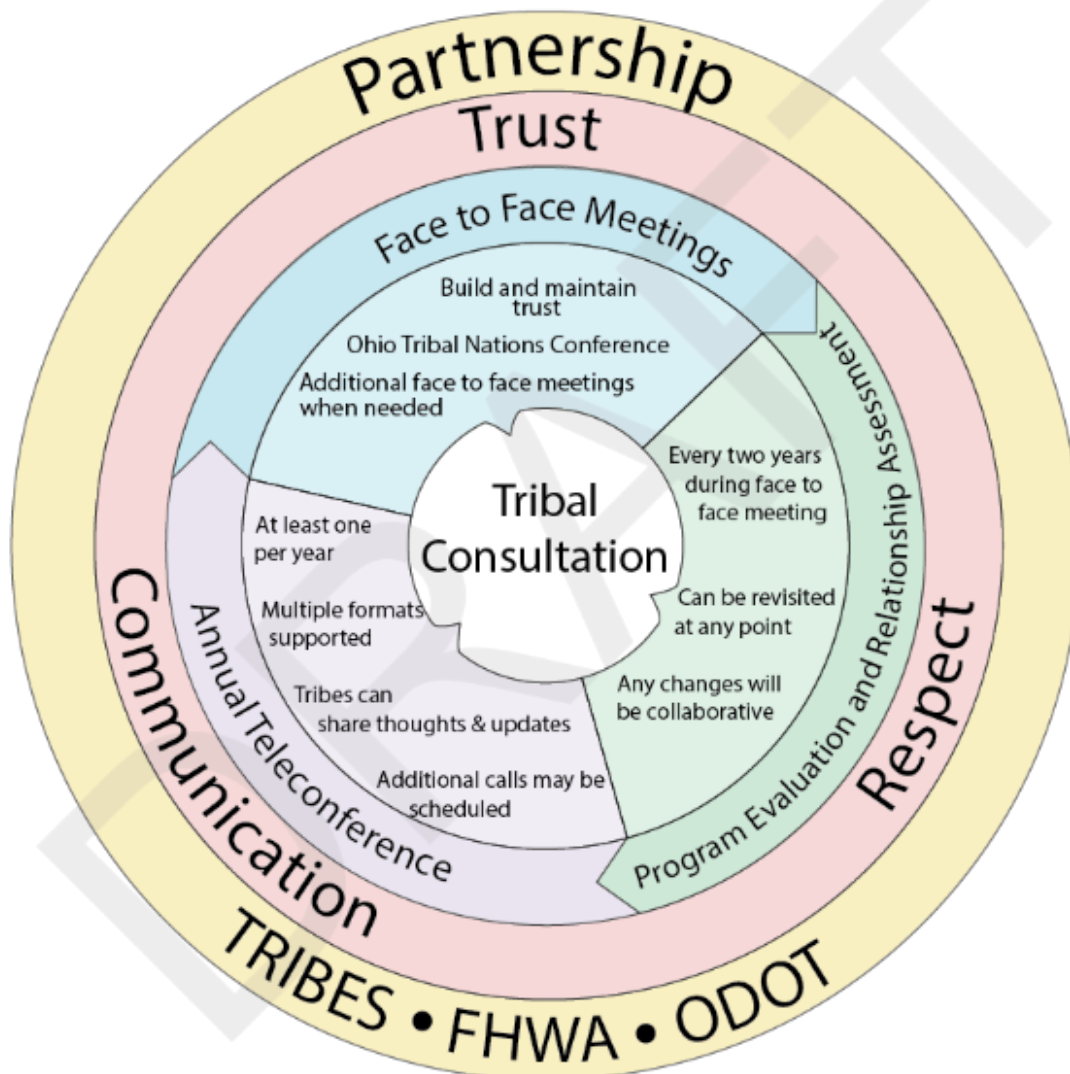 Partnership
Trust
Face to Face Meetings
Build and maintain
trust
Ohio Tribal Nations Conference
Additional face to face meetings
when needed
Program Evaluation and Relationship Assessment
Every two years
during face to
face meeting
Can be revisited
at any point
Any changes will
be collaborative
Respect
Tribal
Consultation
Annual Teleconference
At least one
per year
Multiple formats
supported
Tribes can
share thoughts & updates
Additional calls may be
scheduled
Communication
TRIBES • FHWA • ODOT
DRAFT